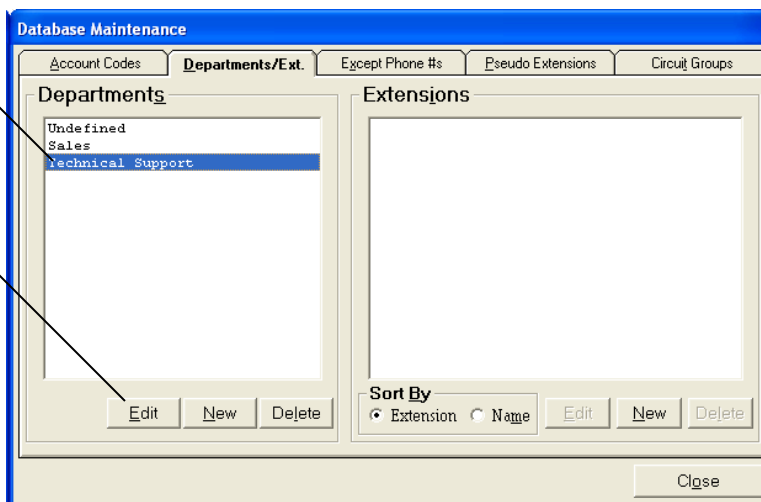 Database Maintenance
Account Codes Departments/Ext. Except Phone #s Pseudo Extensions Circuit Groups
Departments
Undefined
Sales
Technical Support
Edit New Delete
Extensions
Sort By
Extension Name Edit New Delete
Close